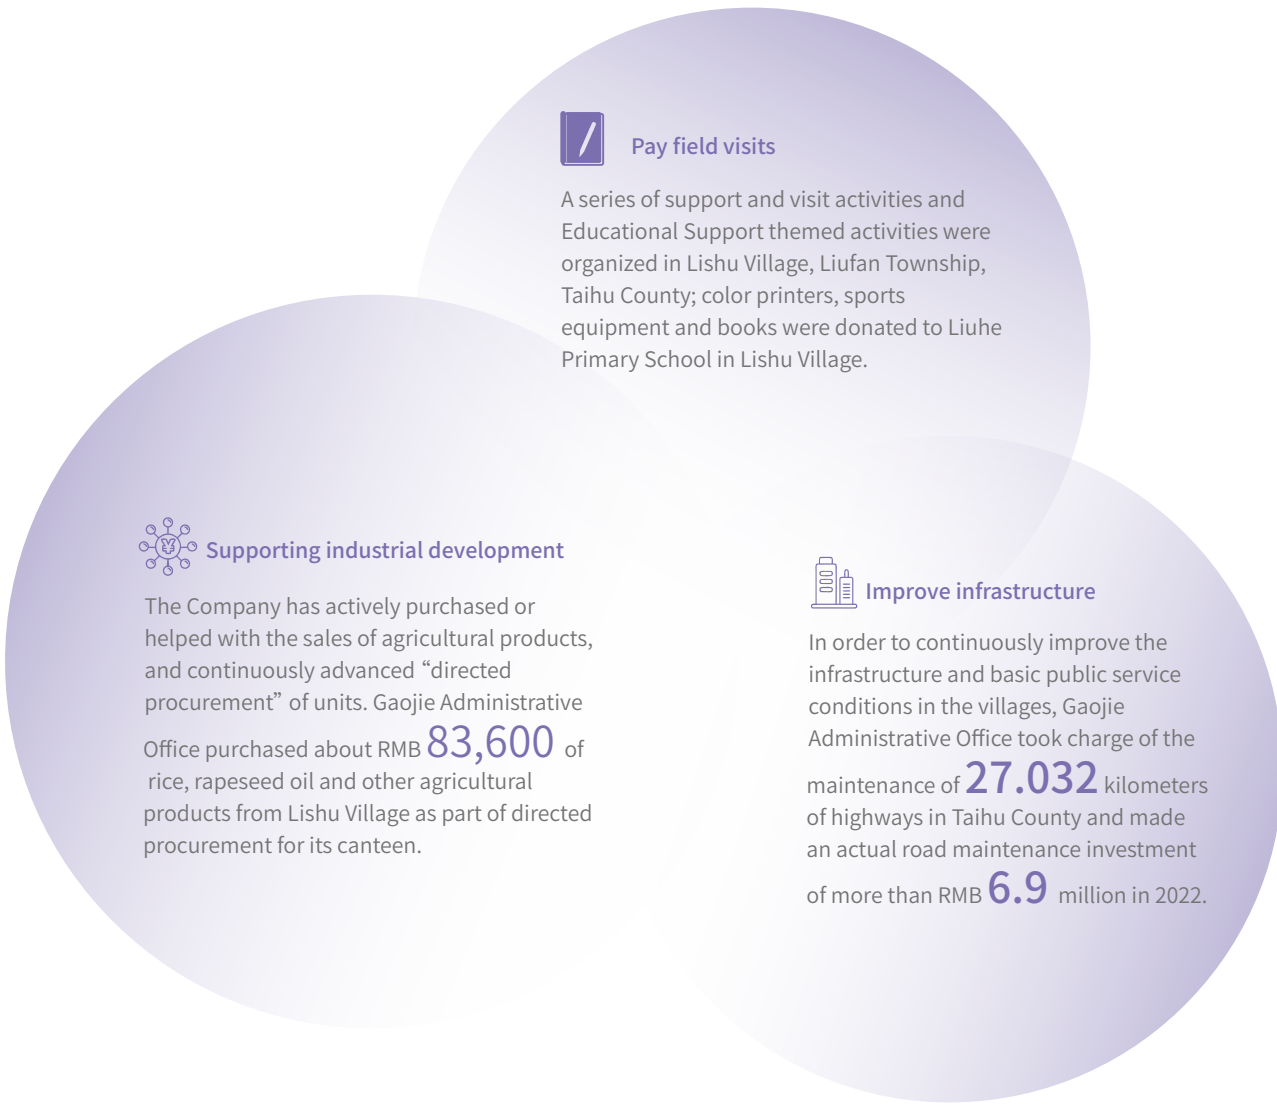 Pay field visits
A series of support and visit activities and
Educational Support themed activities were
organized in Lishu Village, Liufan Township,
Taihu County; color printers, sports
equipment and books were donated to Liuhe
Primary School in Lishu Village.
¥
Supporting industrial development
The Company has actively purchased or
helped with the sales of agricultural products,
and continuously advanced “directed
procurement” of units. Gaojie Administrative
Office purchased about RMB 83,600 of
rice, rapeseed oil and other agricultural
products from Lishu Village as part of directed
procurement for its canteen.
Improve infrastructure
In order to continuously improve the
infrastructure and basic public service
conditions in the villages, Gaojie
Administrative Office took charge of the
maintenance of 27.032 kilometers
of highways in Taihu County and made
an actual road maintenance investment
of more than RMB 6.9 million in 2022.